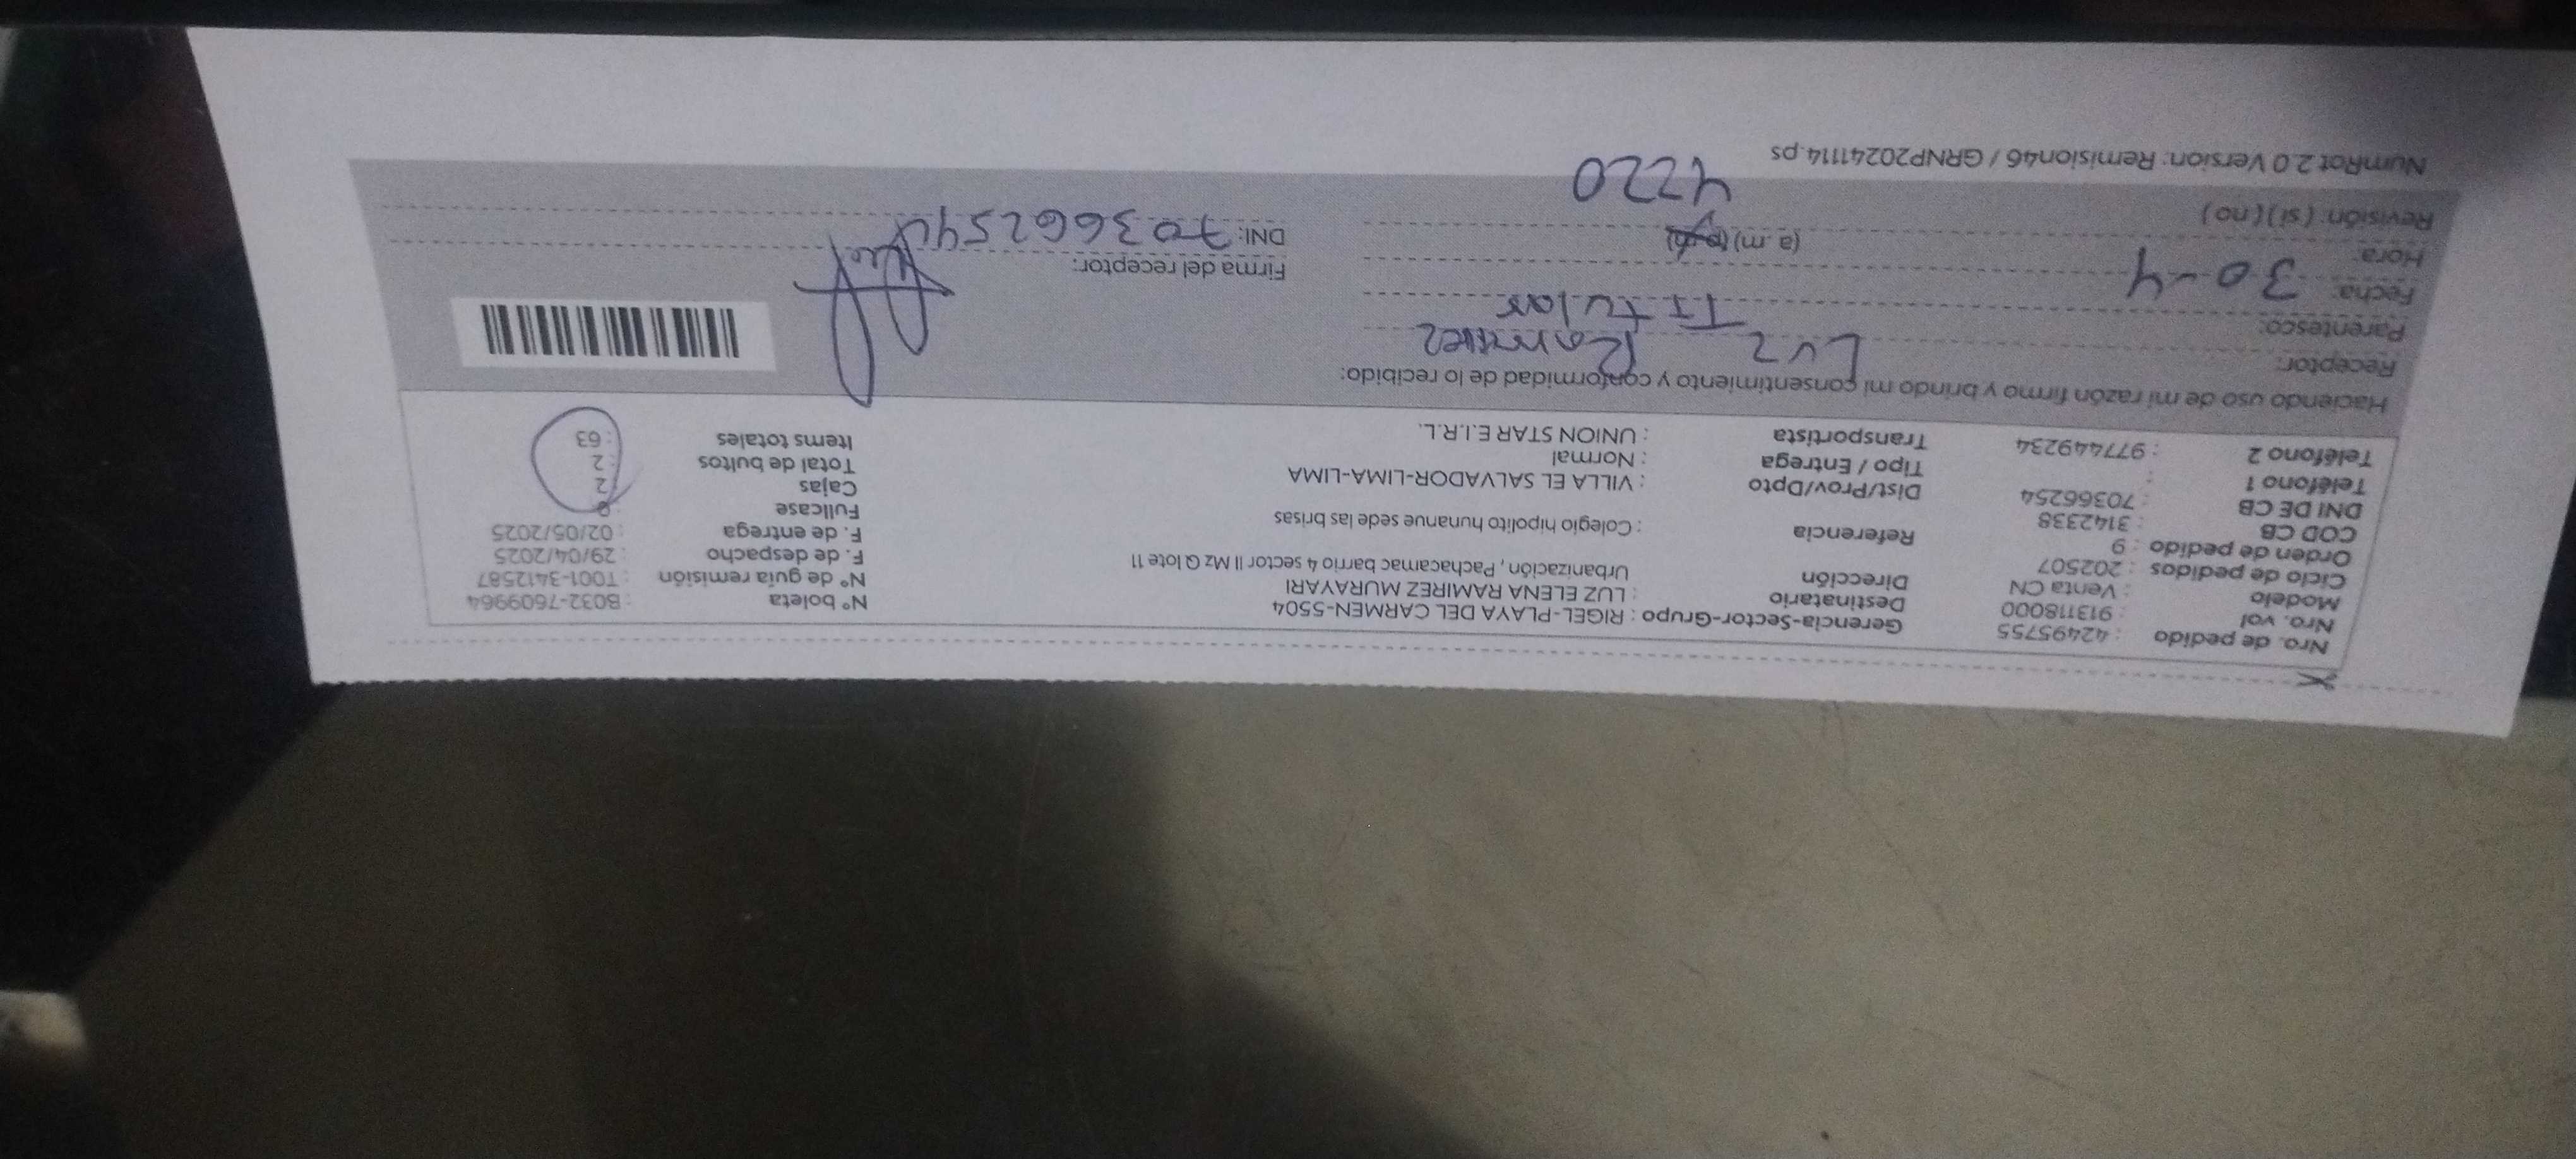 Nro. de pedido : 42495755
Nro. vol : 913118000
Modelo : Venta CN
Ciclo de pedidos : 202507
Orden de pedido : 9
COD CB : 3142338
DNI DE CB : 70366254
Teléfono 1 :
Teléfono 2 : 977449234
Gerencia-Sector-Grupo : RIGEL-PLAYA DEL CARMEN-5504
Destinatario : LUZ ELENA RAMIREZ MURAYARI
Dirección Urbanización , Pachacamac barrio 4 sector II Mz Q lote 11
Referencia : Colegio hipolito hunanue sede las brisas
Dist/Prov/Dpto : VILLA EL SALVADOR-LIMA-LIMA
Tipo / Entrega : Normal
Transportista : UNION STAR E.I.R.L.
N° boleta : B032-7609964
N° de guía remisión : T001-3412587
F. de despacho : 29/04/2025
F. de entrega : 02/05/2025
Fullcase :
Cajas : 2
Total de bultos : 2
Items totales : 63
Haciendo uso de mi razón firmo y brindo mi consentimiento y conformidad de lo recibido:
Receptor: Luz Ramirez
Parentesco: Titular
Fecha: 30-4
Hora: (a.m)
Revisión: (si) (no) 4220
Firma del receptor:
DNI: 70366254
NumRot 2.0 Version: Remision46 / GRNP20241114.ps